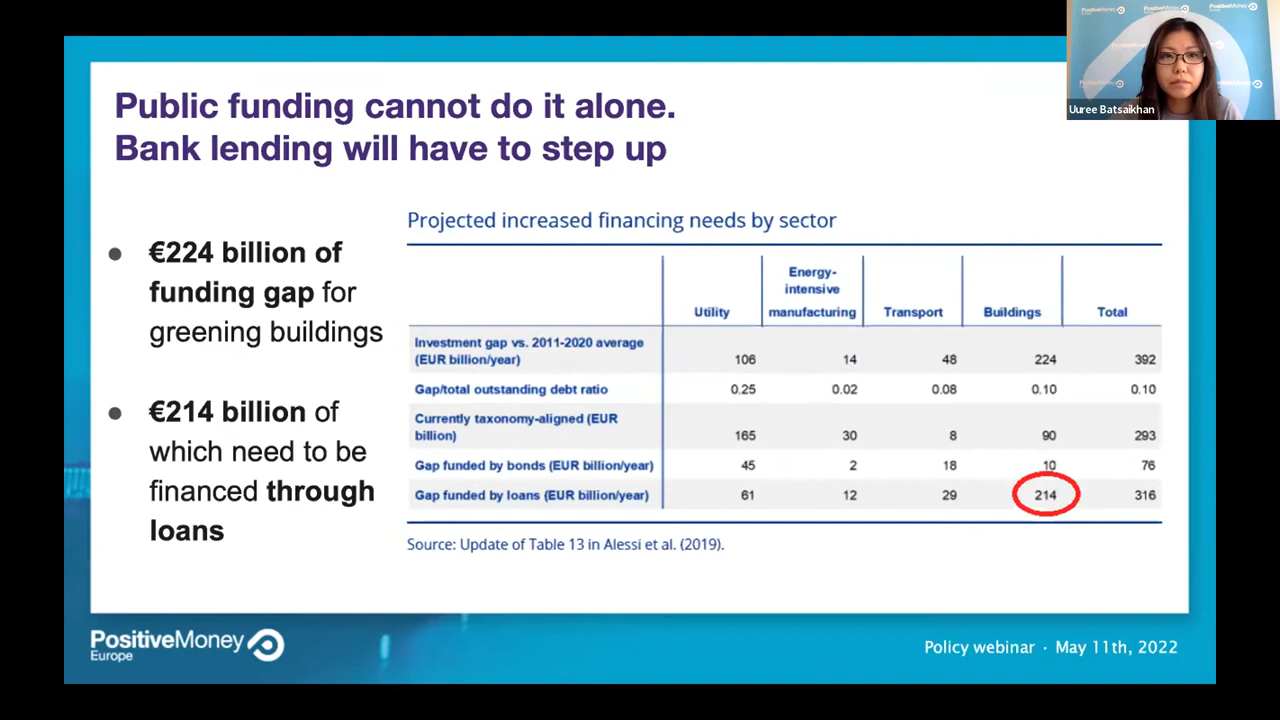 Public funding cannot do it alone.
Bank lending will have to step up
● €224 billion of
funding gap for
greening buildings
● €214 billion of
which need to be
financed through
loans
Projected increased financing needs by sector
Utility Energy-intensive manufacturing Transport Buildings Total
Investment gap vs. 2011-2020 average
(EUR billion/year) 106 14 48 224 392
Gap/total outstanding debt ratio 0.25 0.02 0.08 0.10 0.10
Currently taxonomy-aligned (EUR
billion) 165 30 8 90 293
Gap funded by bonds (EUR billion/year) 45 2 18 10 76
Gap funded by loans (EUR billion/year) 61 12 29 214 316
Source: Update of Table 13 in Alessi et al. (2019).
PositiveMoney
Europe
Policy webinar · May 11th, 2022
PositiveMoney
PositiveMoney
PositiveMoney
Uuree Batsaikhan